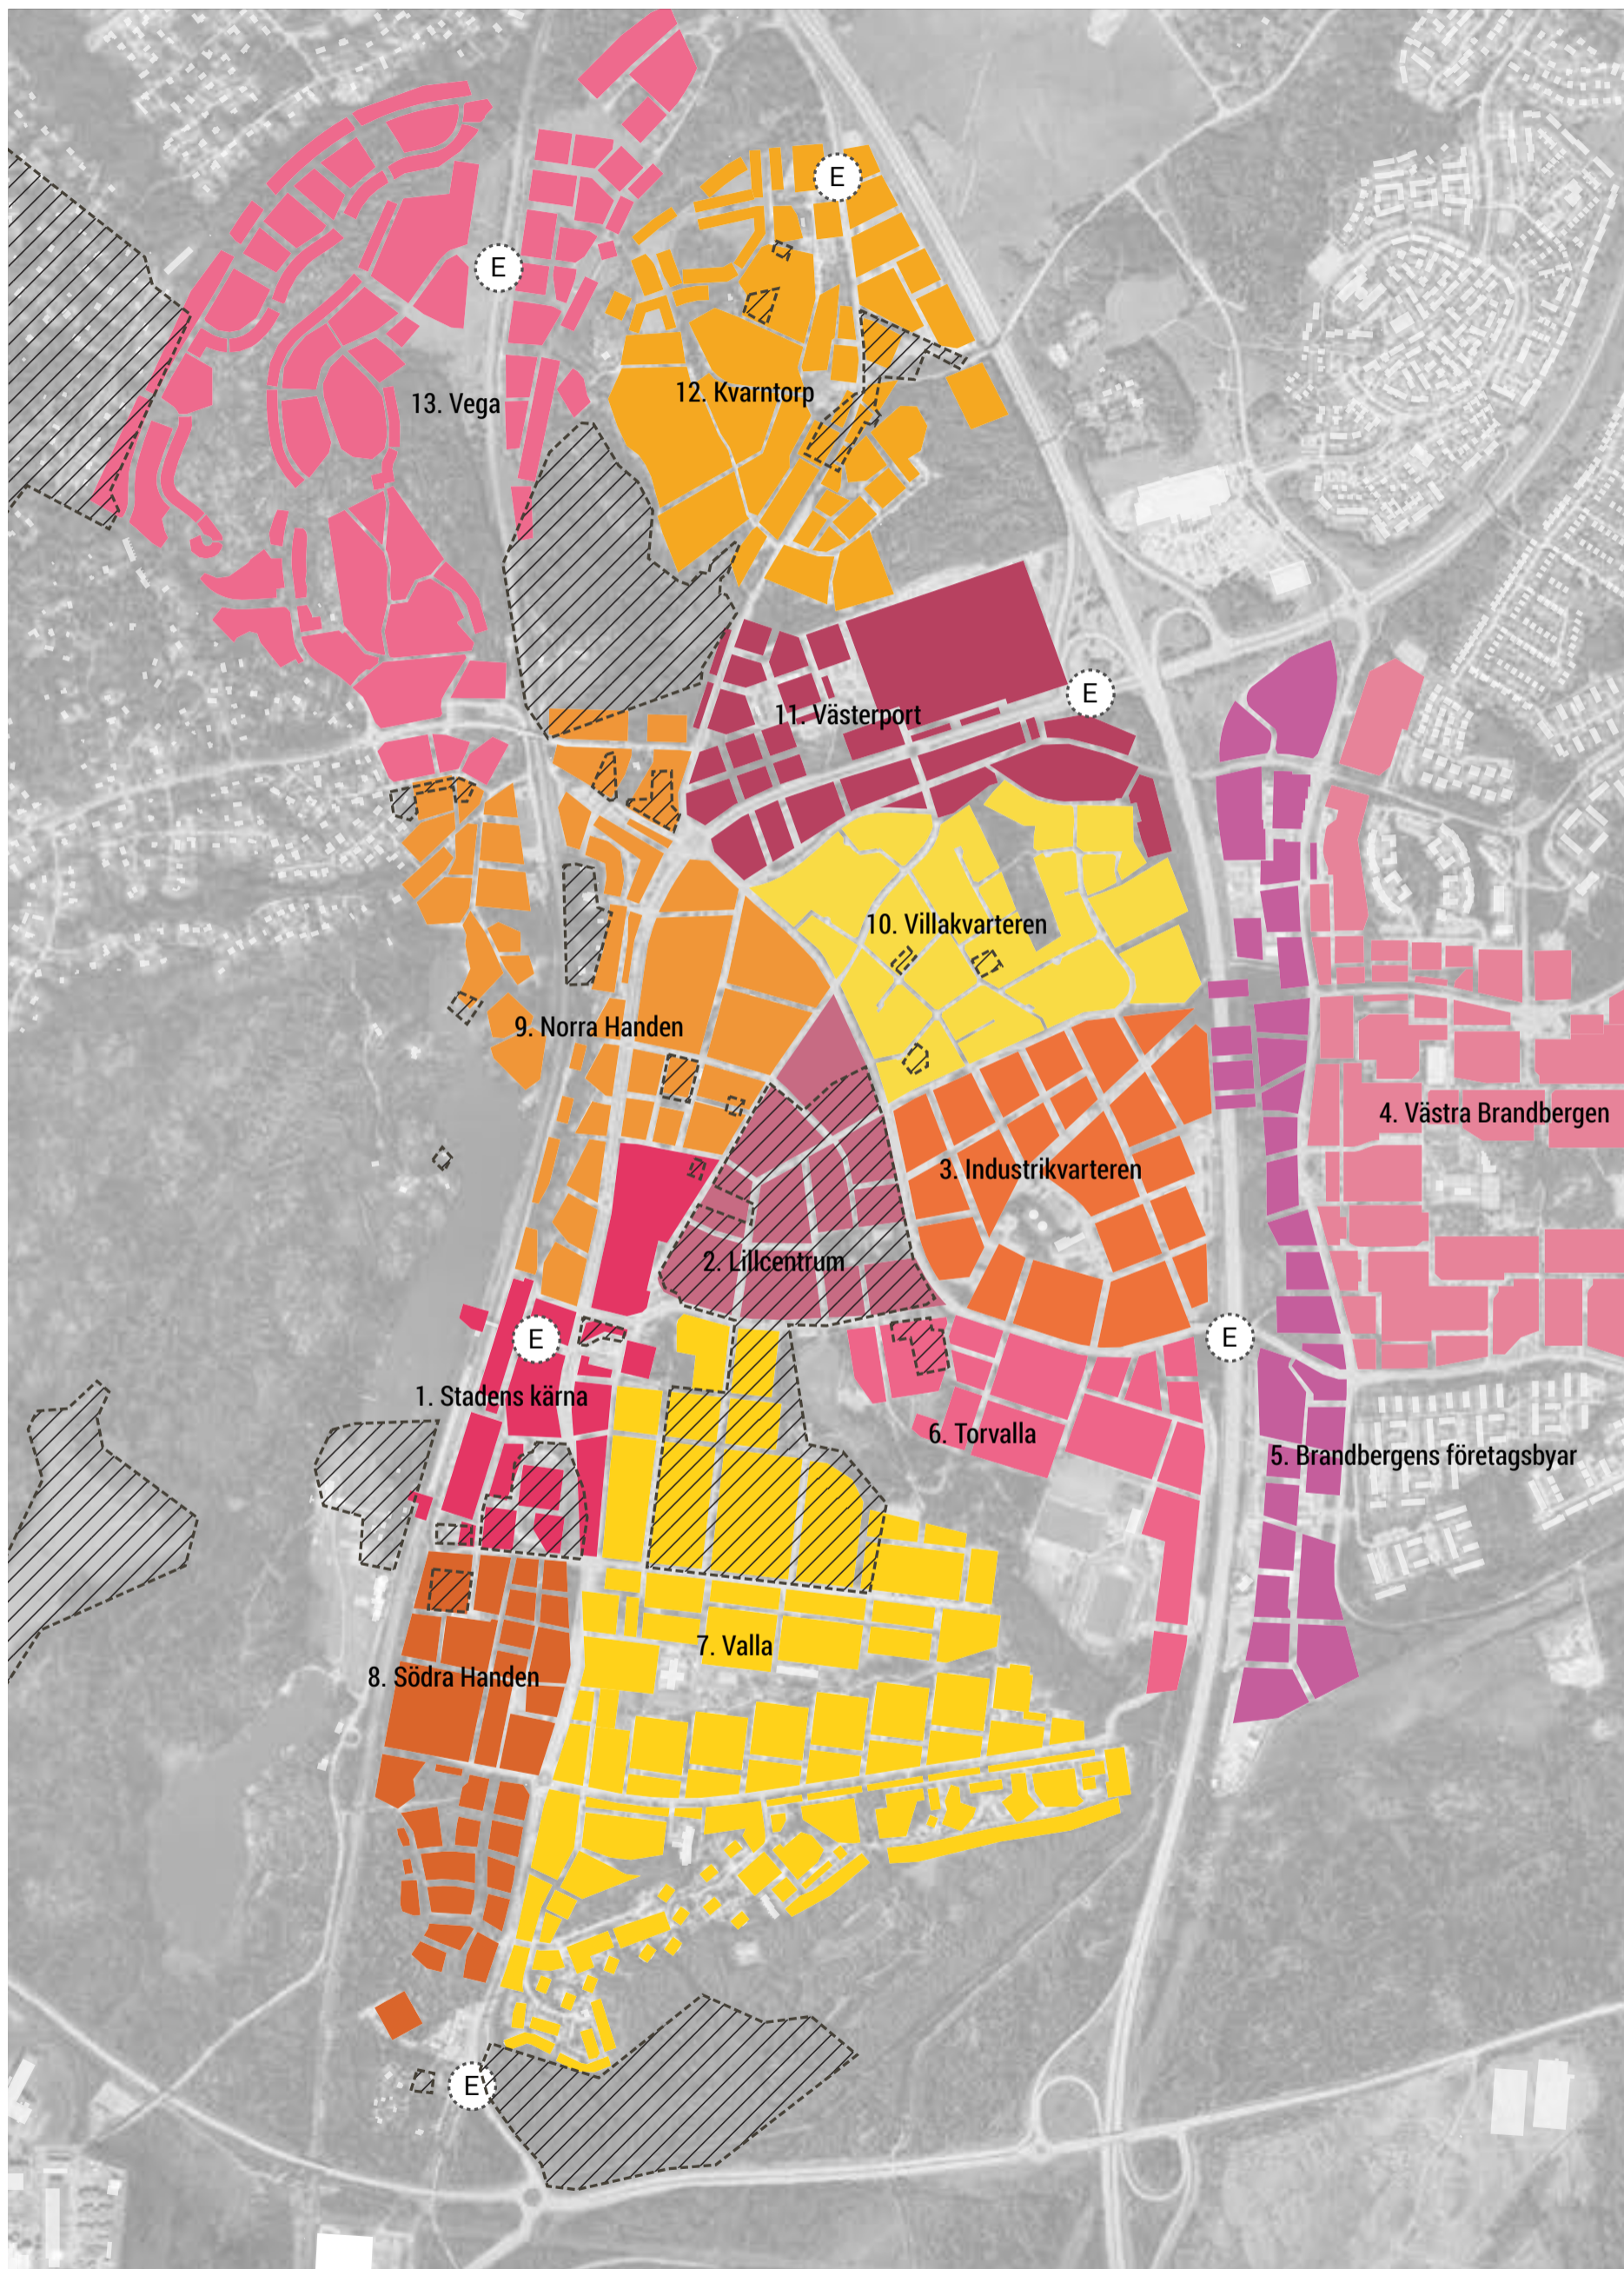 E
E
13. Vega
12. Kvarntorp
E
11. Västerport
10. Villakvarteren
9. Norra Handen
4. Västra Brandbergen
3. Industrikvarteren
2. Lillcentrum
E
E
1. Stadens kärna
6. Torvalla
5. Brandbergens företagsbyar
7. Valla
8. Södra Handen
E